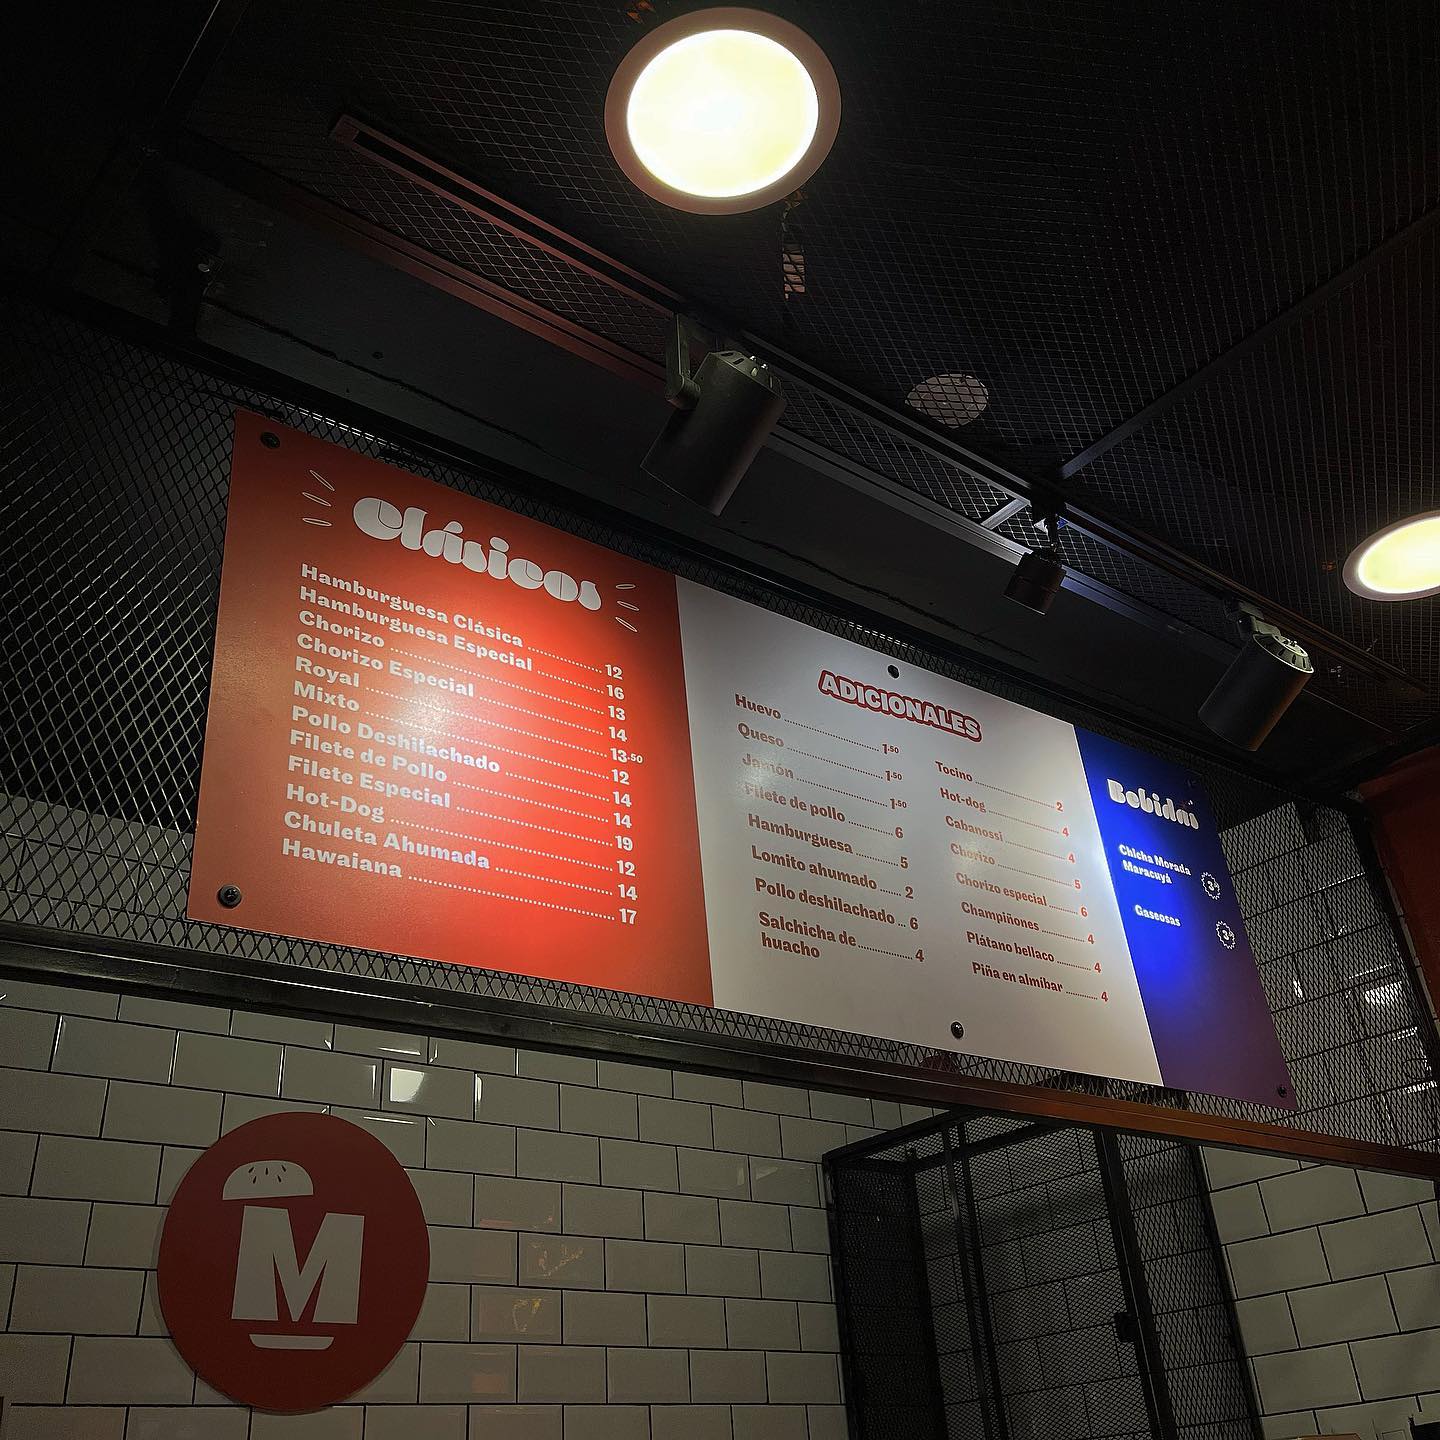 Clásicos
Hamburguesa Clásica 12
Hamburguesa Especial 16
Chorizo 13
Chorizo Especial 14
Royal 13.50
Mixto 12
Pollo Deshilachado 14
Filete de Pollo 14
Filete Especial 19
Hot-Dog 12
Chuleta Ahumada 14
Hawaiana 17
ADICIONALES
Huevo 1.50
Queso 1.50
Jamón 1.50
Filete de pollo 6
Hamburguesa 5
Lomito ahumado 2
Pollo deshilachado 6
Salchicha de 4
huacho
Tocino 2
Hot-dog 4
Cabanossi 4
Chorizo 5
Chorizo especial 6
Champiñones 4
Plátano bellaco 4
Piña en almíbar 4
Bebidas
Chicha Morada
Maracuyá
Gaseosas
M